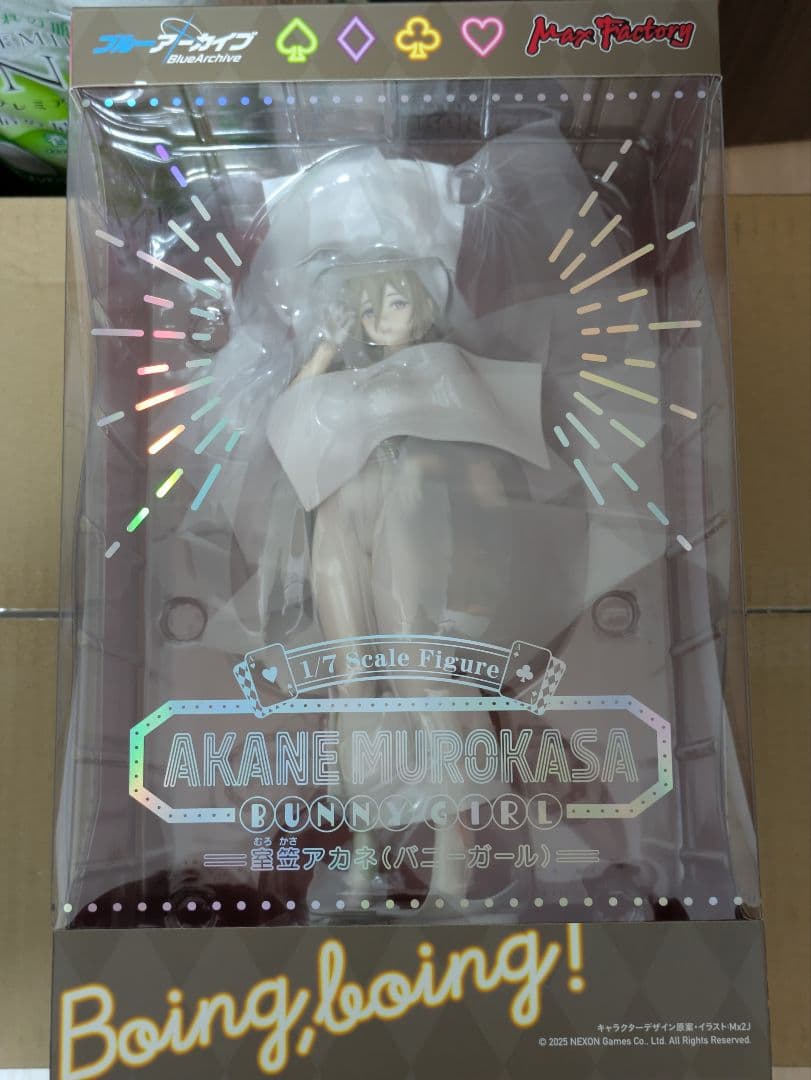 ブルーアーカイブ
BlueArchive
Max Factory
1/7 Scale Figure
AKANE MUROKASA
BUNNY GIRL
むろ かさ
室笠アカネ(バニーガール)
Boing,boing!
キャラクターデザイン原案・イラスト:Mx2J
© 2025 NEXON Games Co., Ltd. All Rights Reserved.